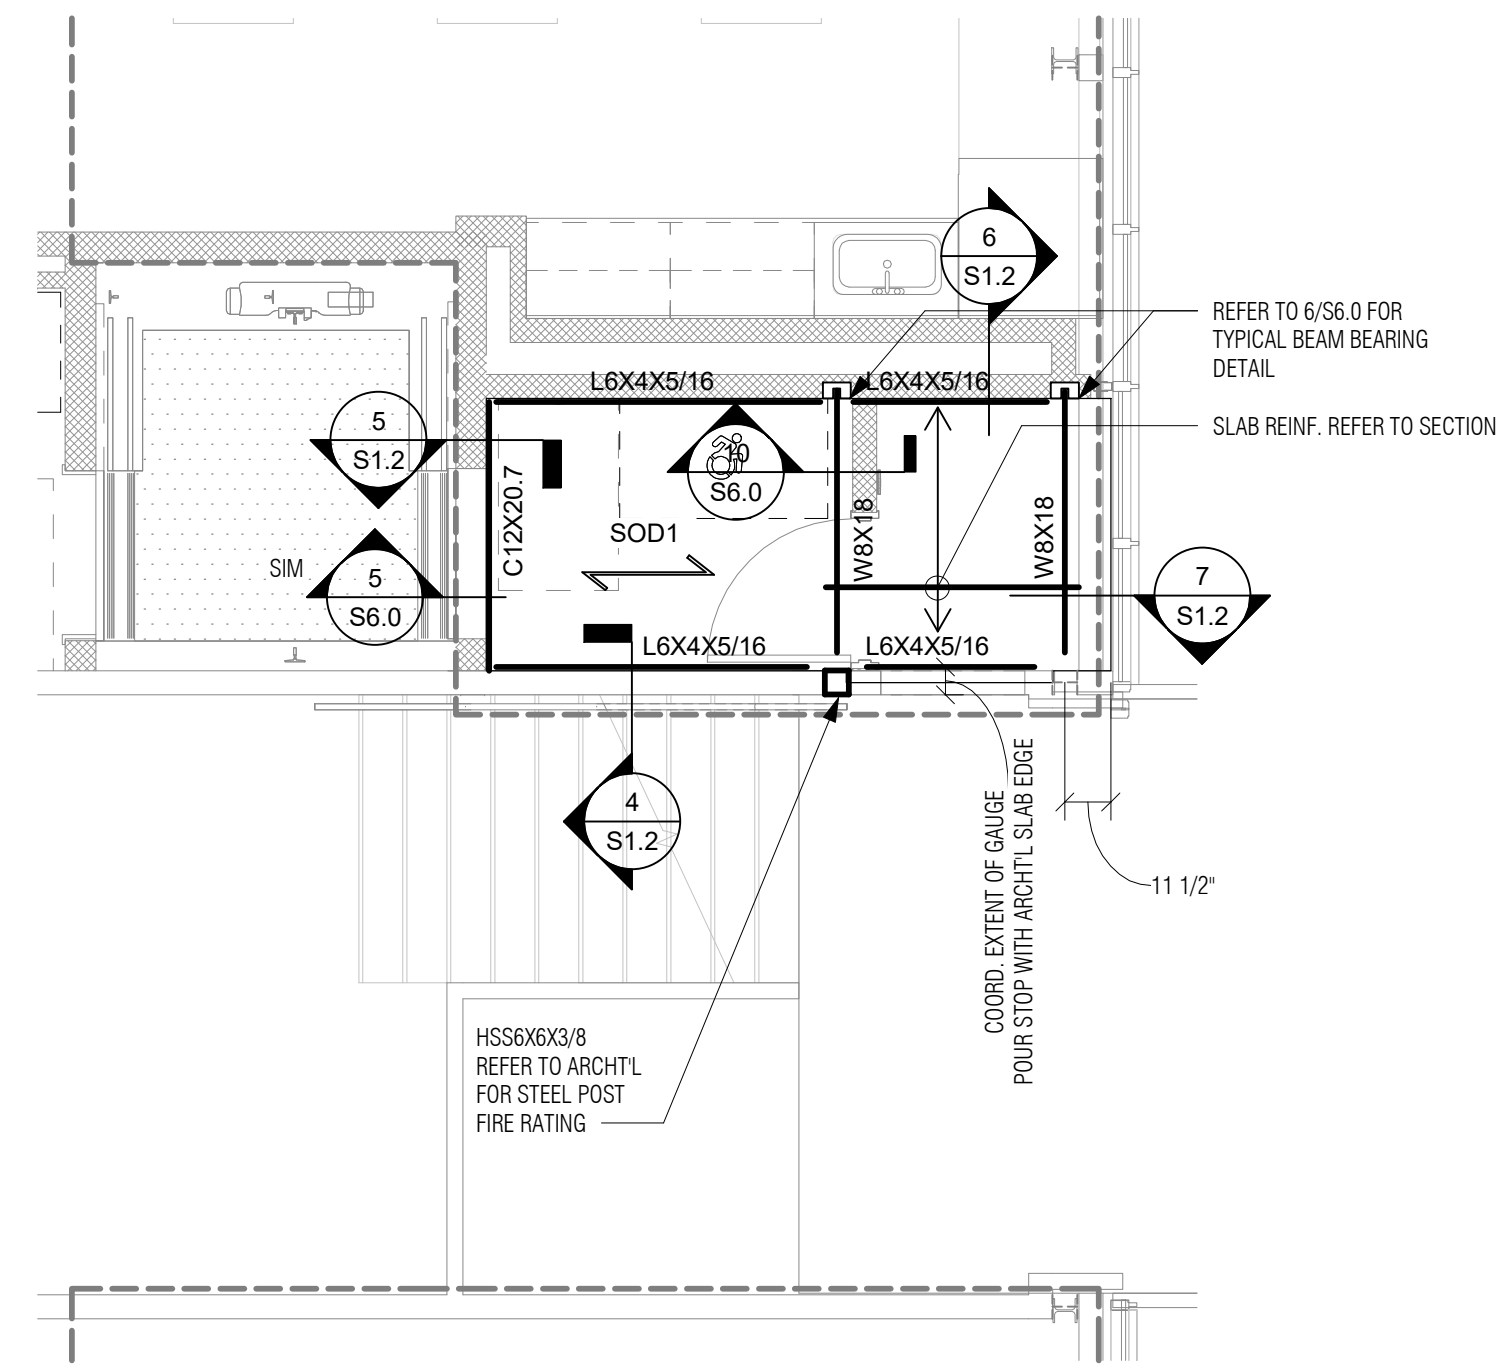 6
S1.2
REFER TO 6/S6.0 FOR
TYPICAL BEAM BEARING
DETAIL
L6X4X5/16
L6X4X5/16
5
S1.2
SLAB REINF. REFER TO SECTION
10
S6.0
C12X20.7
SOD1
W8X18
W8X18
SIM
5
S6.0
7
S1.2
L6X4X5/16
L6X4X5/16
4
S1.2
COORD. EXTENT OF GAUGE
POUR STOP WITH ARCHT'L SLAB EDGE
11 1/2"
HSS6X6X3/8
REFER TO ARCHT'L
FOR STEEL POST
FIRE RATING